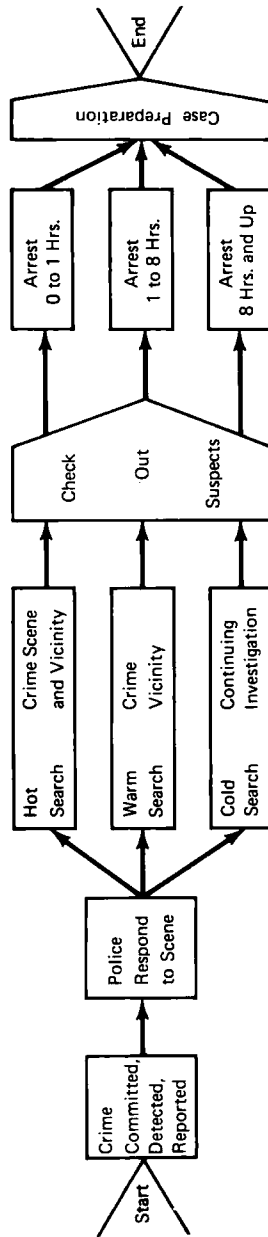 Start
Crime
Committed,
Detected,
Reported
Police
Respond
to Scene
Hot Crime Scene
Search and Vicinity
Warm Crime
Search Vicinity
Cold Continuing
Search Investigation
Check
Out
Suspects
Arrest
0 to 1 Hrs.
Arrest
1 to 8 Hrs.
Arrest
8 Hrs. and Up
Case Preparation
End